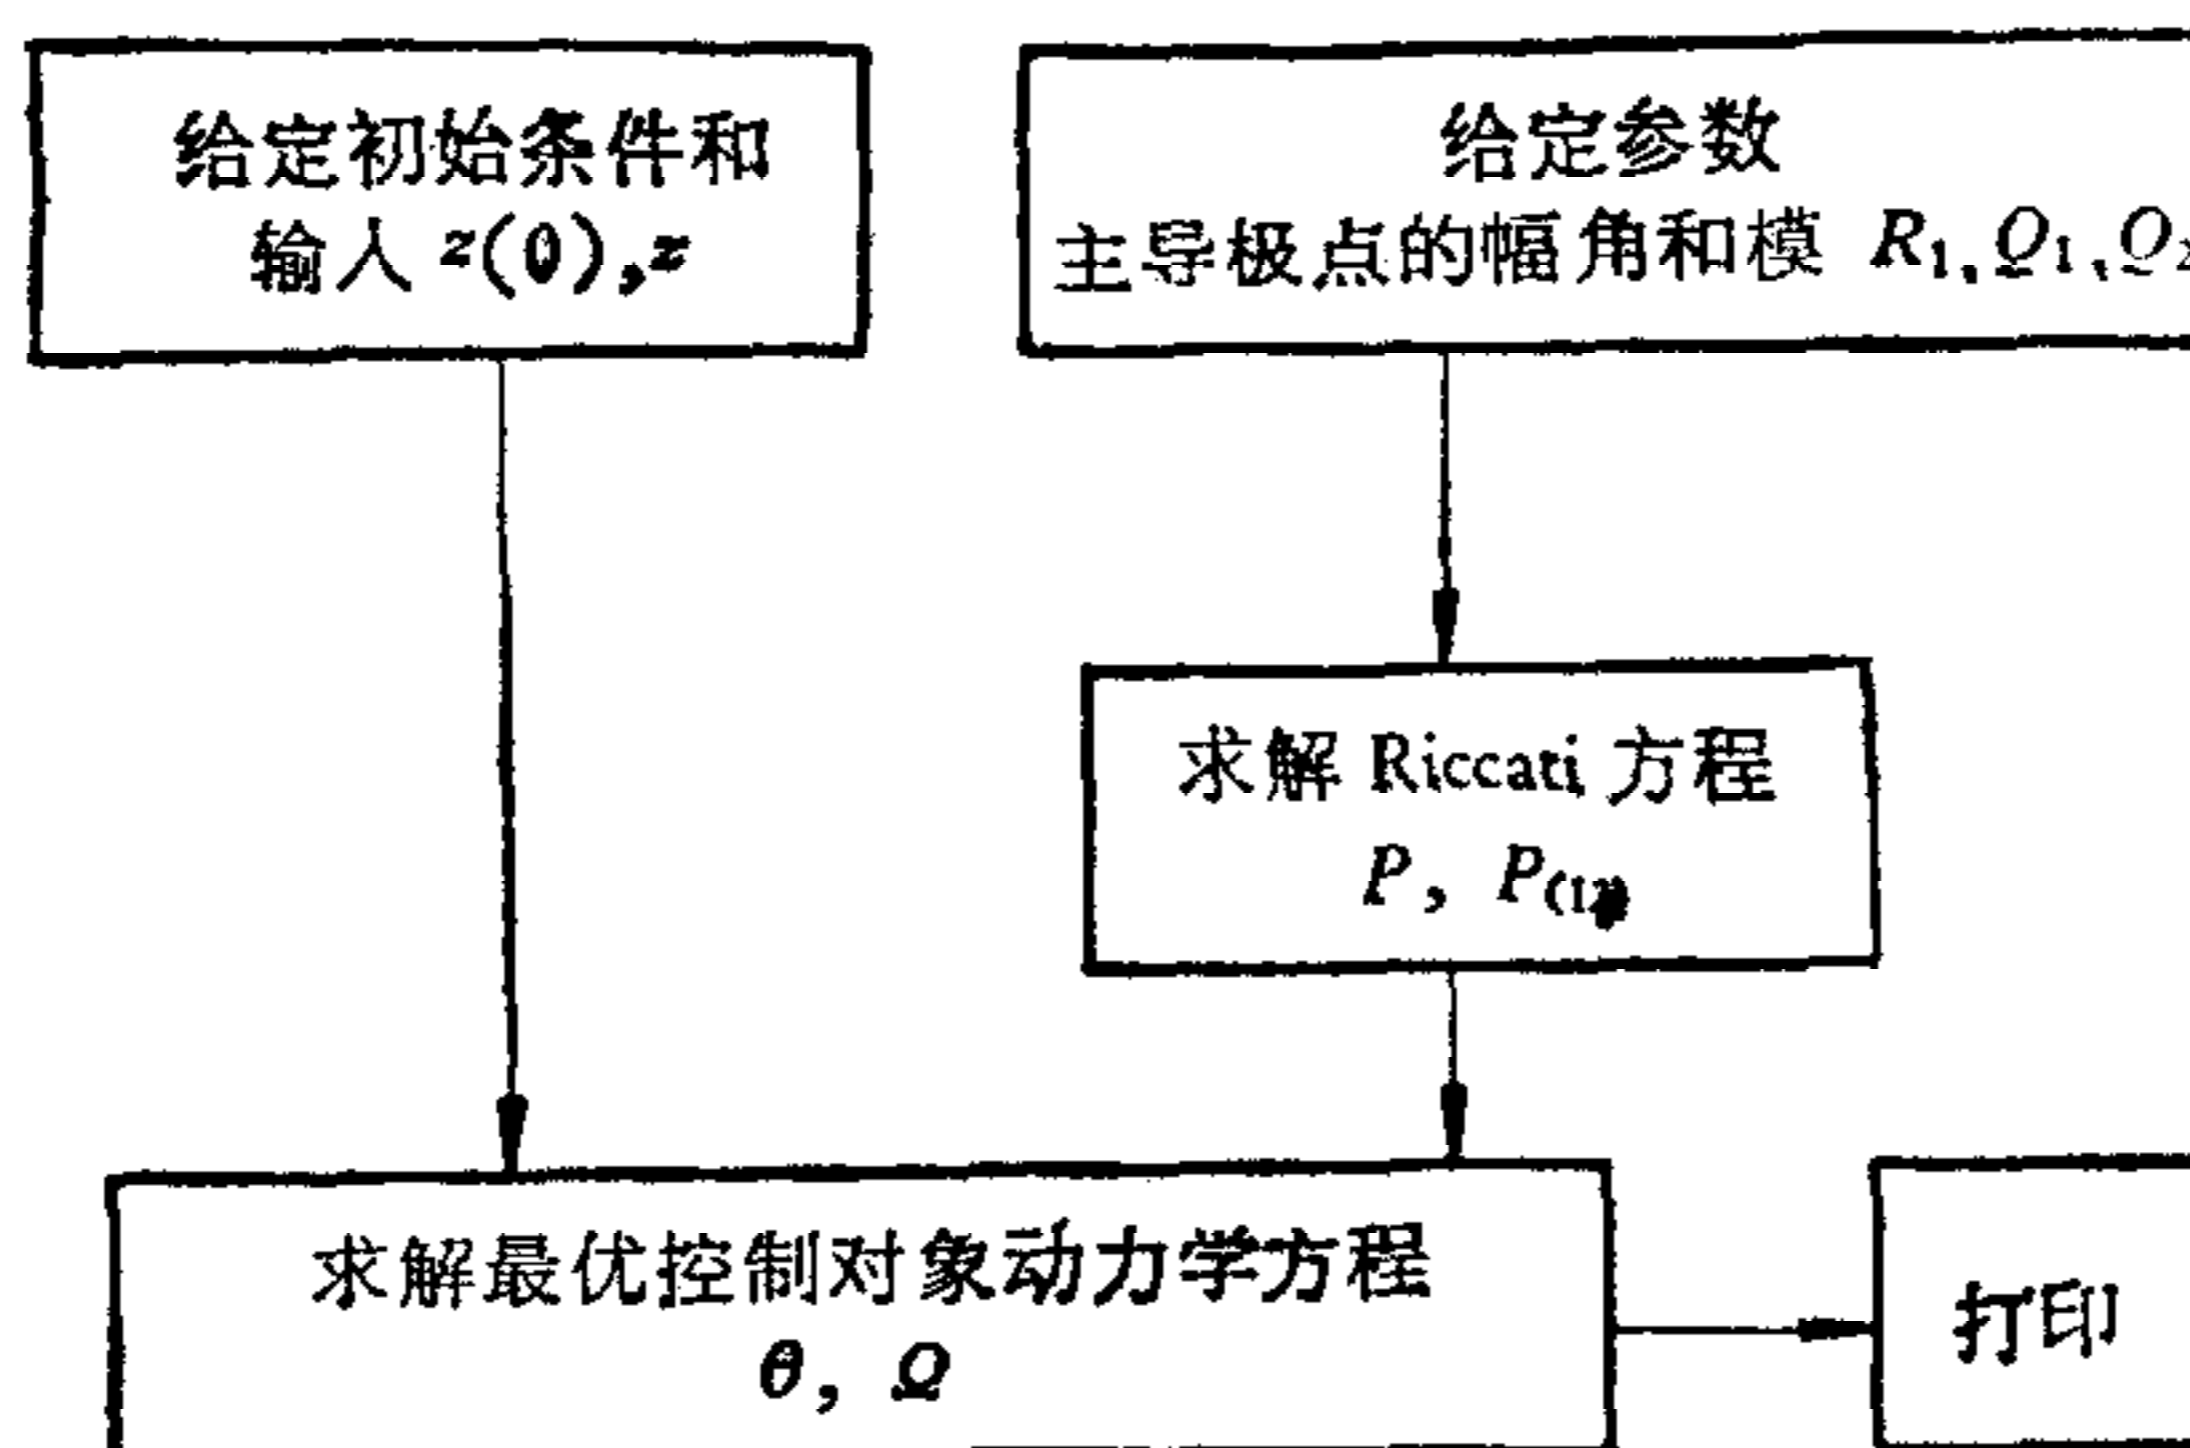 给定初始条件和
输入 z(0),z
给定参数
主导极点的幅角和模 R₁,Q₁,Q₂
求解 Riccati 方程
P,
求解最优控制对象动力学方程
θ, Ω
打印